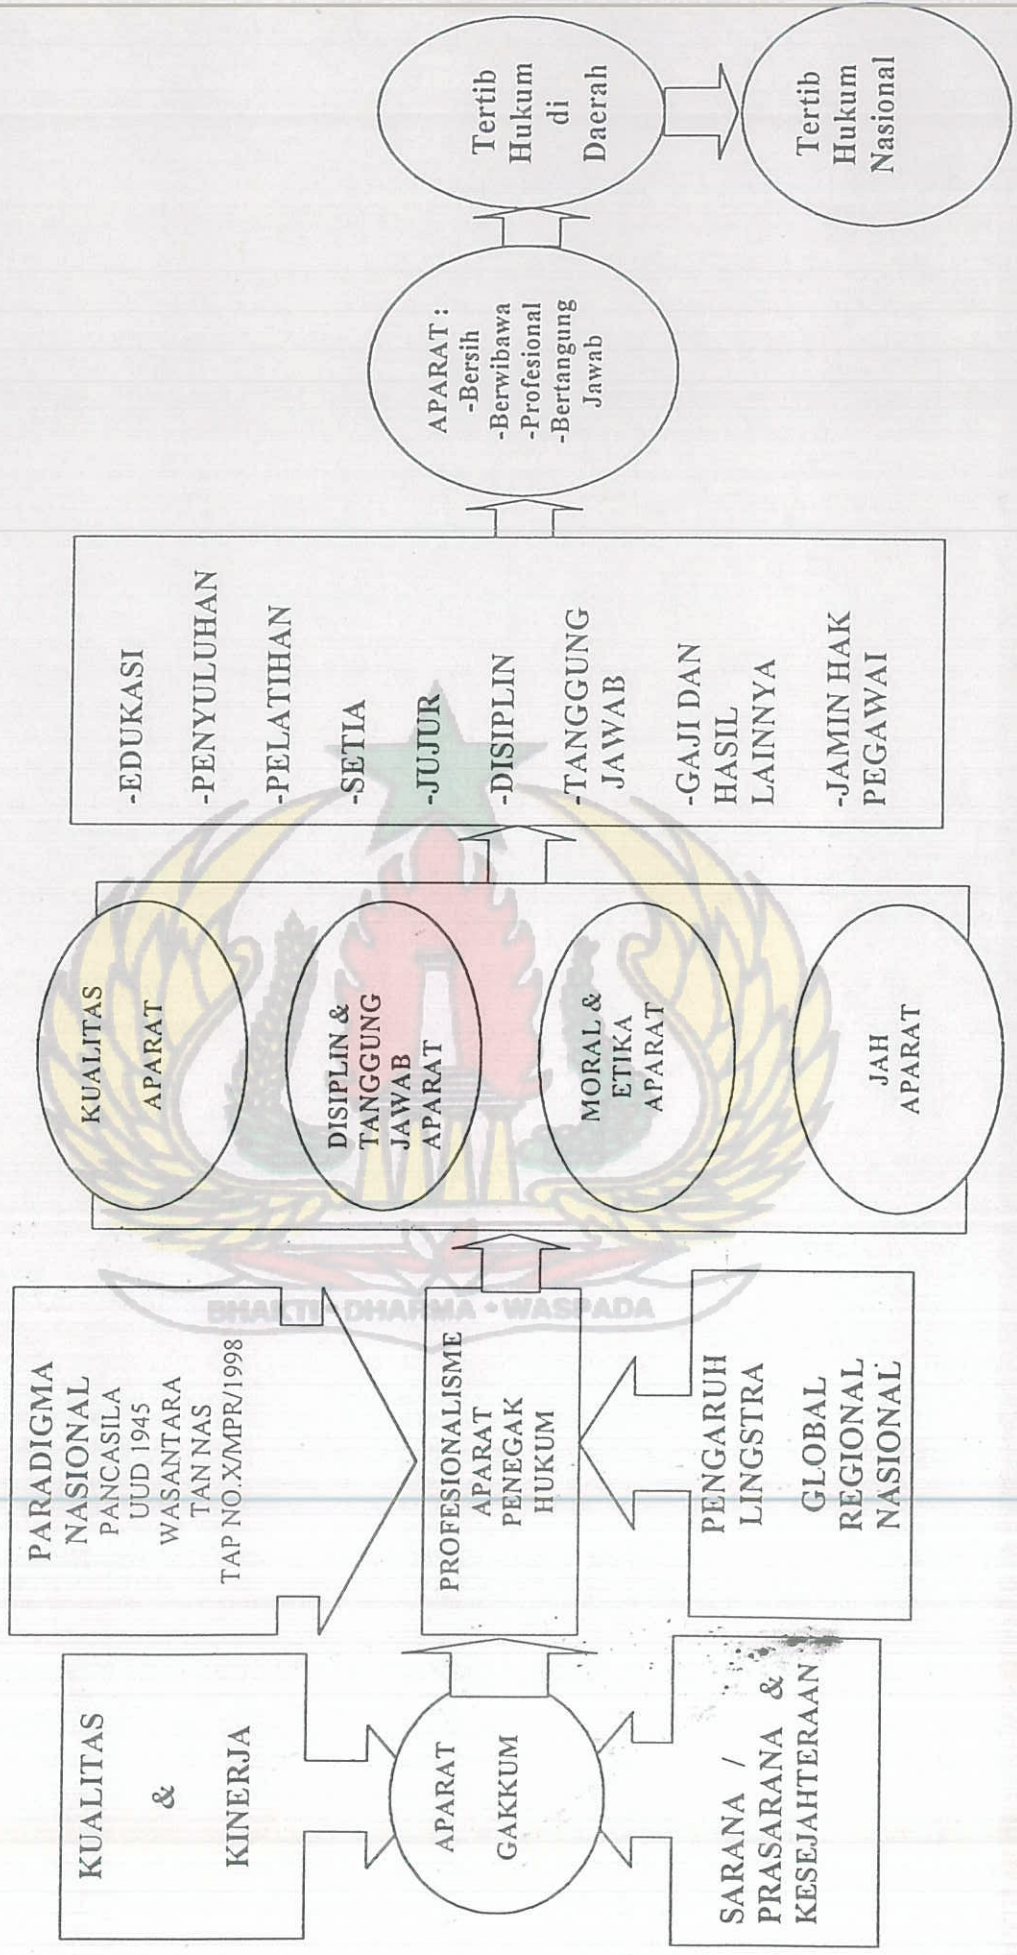 KUALITAS
&
KINERJA
APARAT
GAKKUM
SARANA /
PRASARANA &
KESEJAHTERAAN
PARADIGMA
NASIONAL
PANCASILA
UUD 1945
WASANTARA
TAN NAS
TAP NO.X/MPR/1998
PROFESIONALISME
APARAT
PENEGAK
HUKUM
PENGARUH
LINGSTRA
GLOBAL
REGIONAL
NASIONAL
KUALITAS
APARAT
DISIPLIN &
TANGGUNG
JAWAB
APARAT
MORAL &
ETIKA
APARAT
JAH
APARAT
-EDUKASI
-PENYULUHAN
-PELATIHAN
-SETIA
-JUJUR
-DISIPLIN
-TANGGUNG
JAWAB
-GAJI DAN
HASIL
LAINNYA
-JAMIN HAK
PEGAWAI
APARAT :
-Bersih
-Berwibawa
-Profesional
-Bertangung
Jawab
Tertib
Hukum
di
Daerah
Tertib
Hukum
Nasional
BHAKTI • DHARMA • WASPADA